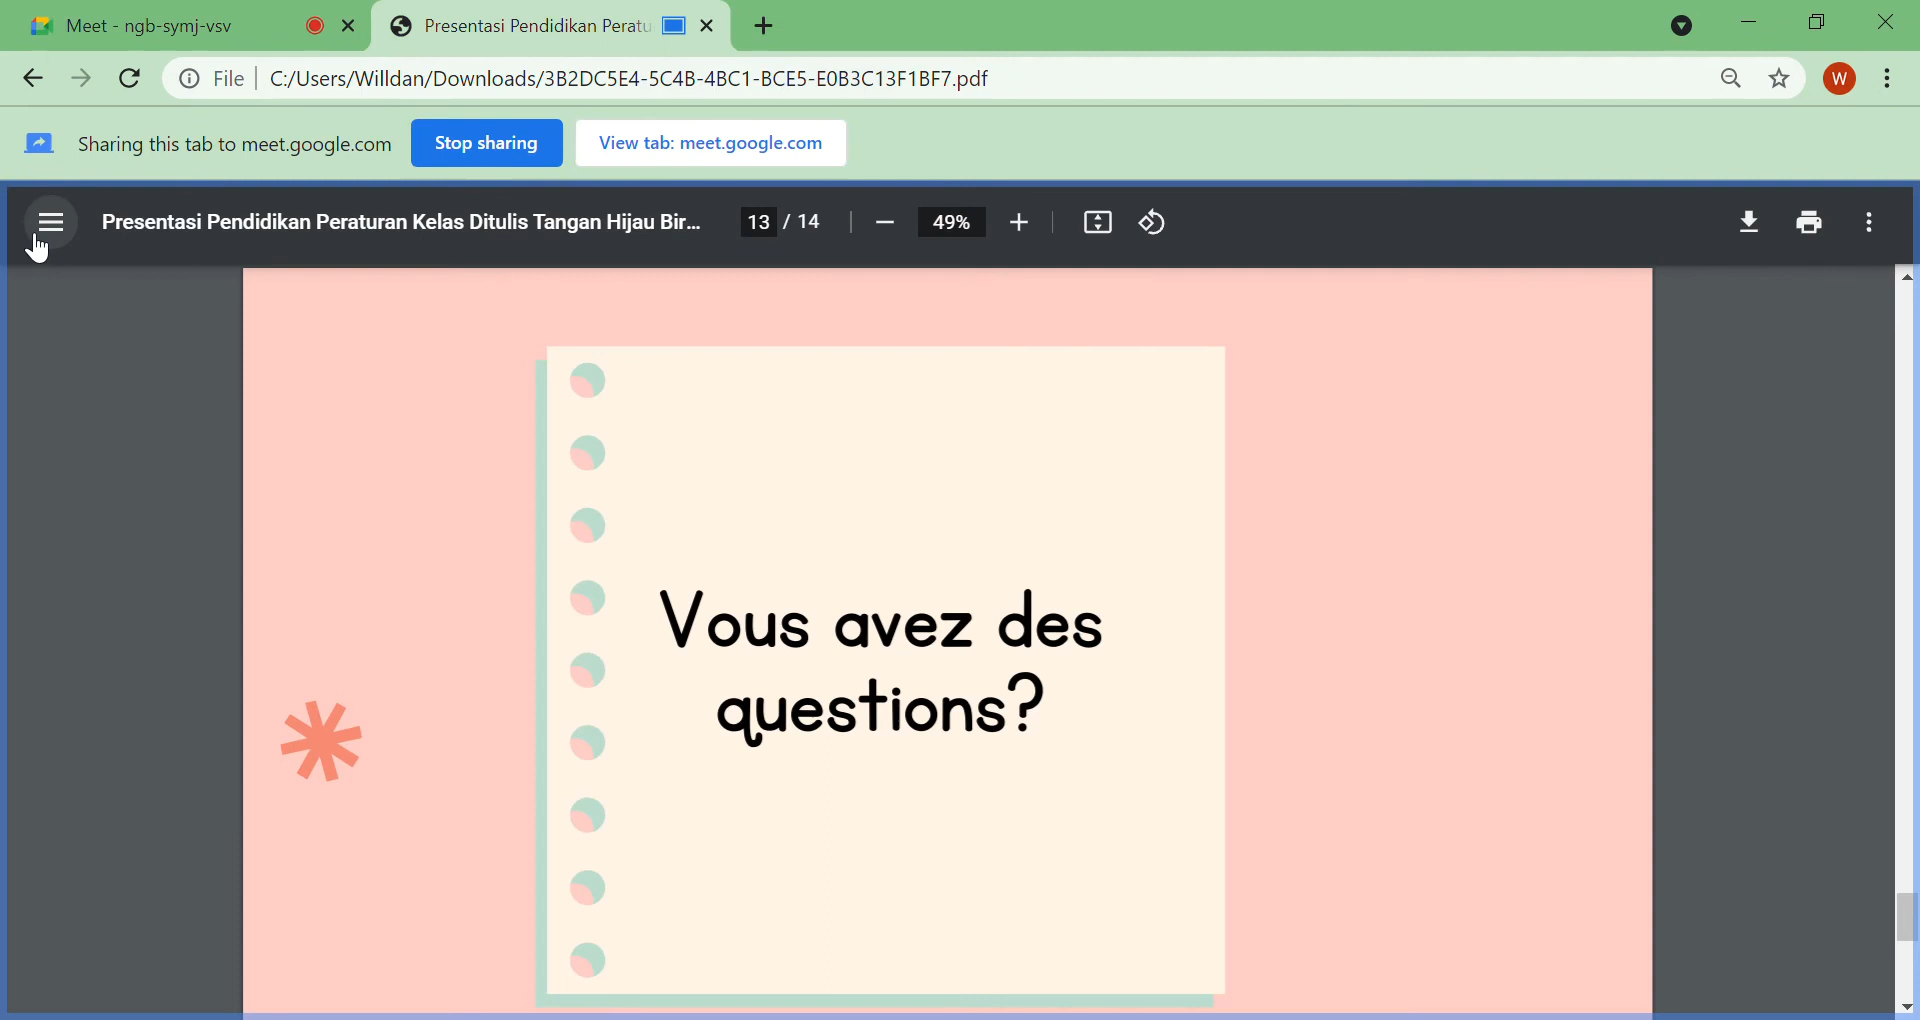 Meet - ngb-symj-vsv
Presentasi Pendidikan Peratu
File
C:/Users/Willdan/Downloads/3B2DC5E4-5C4B-4BC1-BCE5-E0B3C13F1BF7.pdf
W
Sharing this tab to meet.google.com
Stop sharing
View tab: meet.google.com
Presentasi Pendidikan Peraturan Kelas Ditulis Tangan Hijau Bir...
13 / 14
49%
Vous avez des
questions?